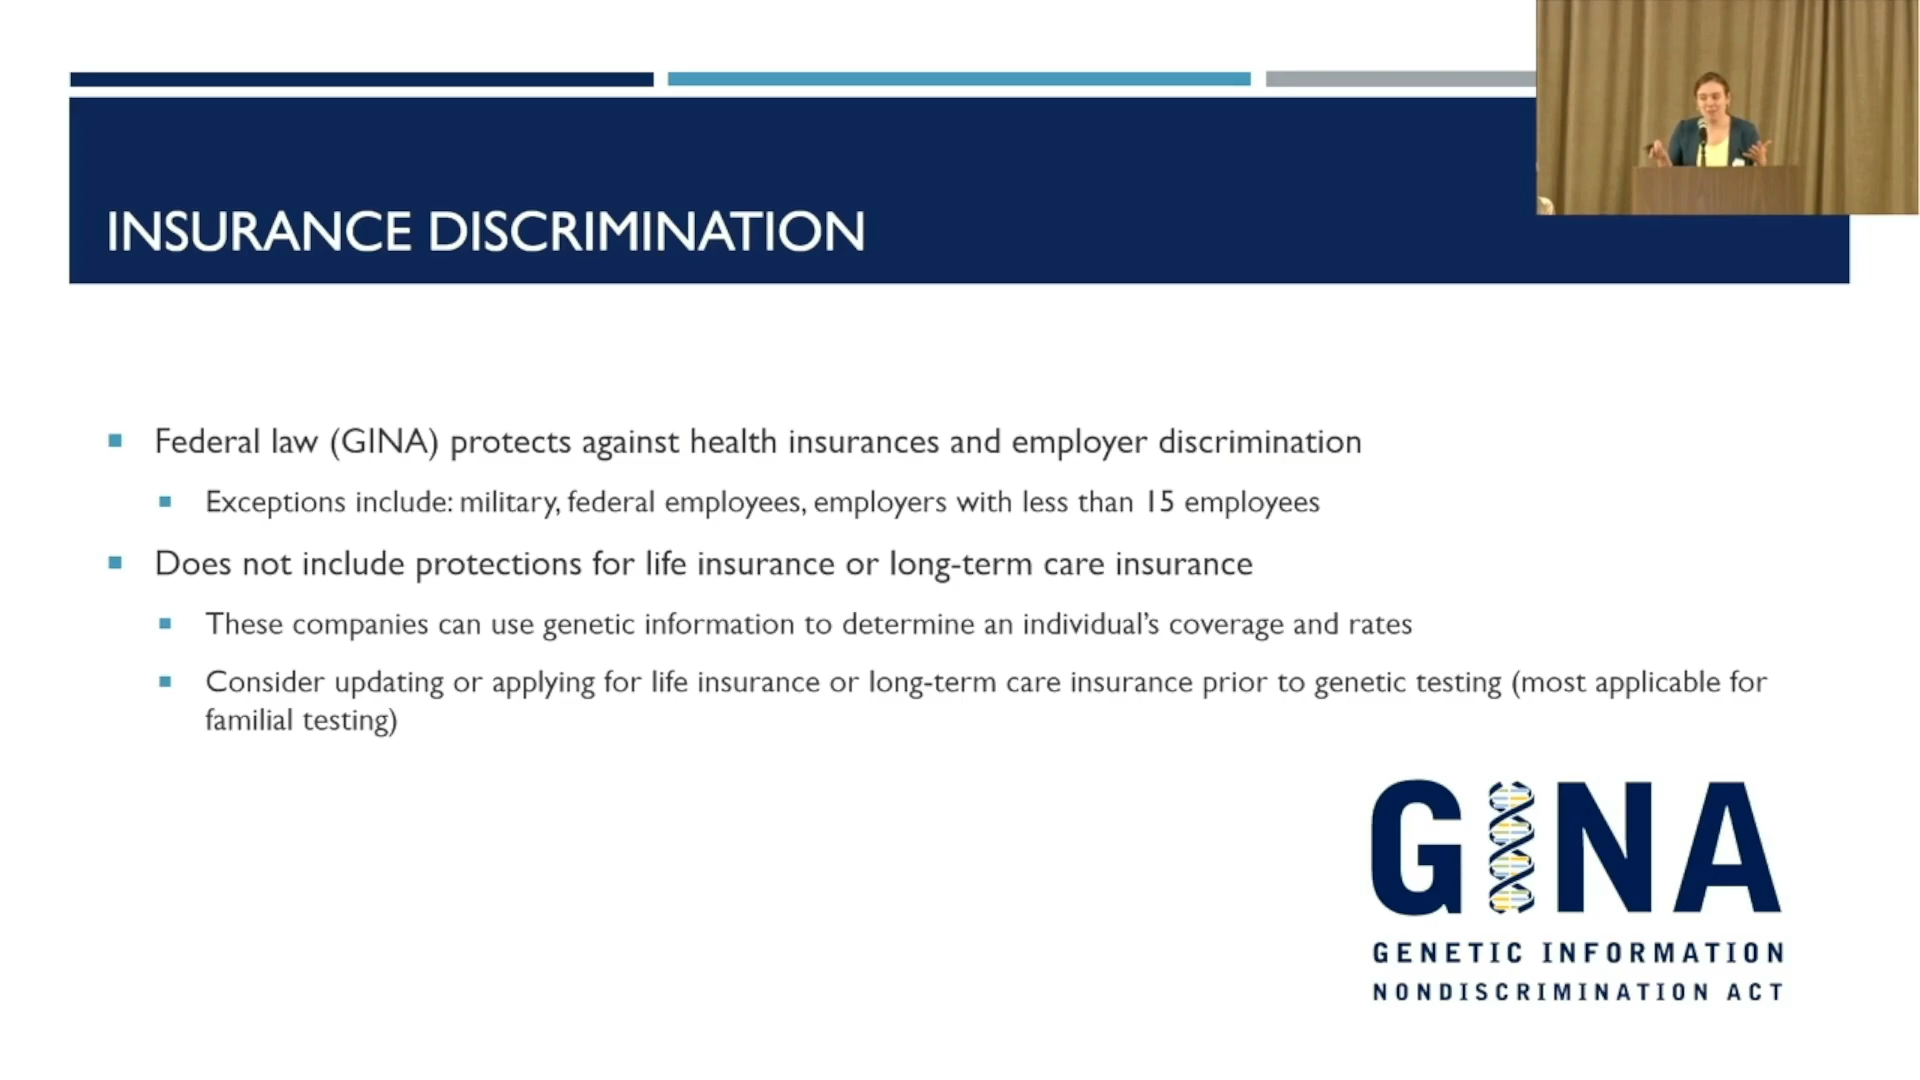 INSURANCE DISCRIMINATION
Federal law (GINA) protects against health insurances and employer discrimination
Exceptions include: military, federal employees, employers with less than 15 employees
Does not include protections for life insurance or long-term care insurance
These companies can use genetic information to determine an individual's coverage and rates
Consider updating or applying for life insurance or long-term care insurance prior to genetic testing (most applicable for
familial testing)
GINA
GENETIC INFORMATION
NONDISCRIMINATION ACT